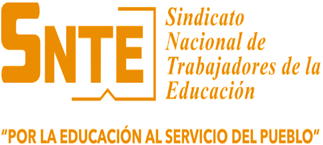 SNTE
Sindicato
Nacional de
Trabajadores de la
Educación
“POR LA EDUCACIÓN AL SERVICIO DEL PUEBLO”